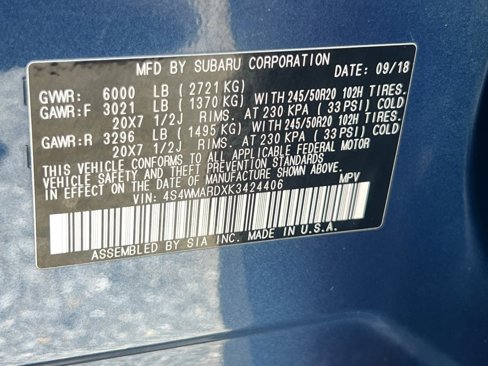 MFD BY SUBARU CORPORATION DATE: 09/18
GVWR: 6000 LB (2721 KG)
GAWR:F 3021 LB (1370 KG) WITH 245/50R20 102H TIRES.
20X7 1/2J RIMS. AT 230 KPA (33 PSI) COLD
GAWR:R 3296 LB (1495 KG) WITH 245/50R20 102H TIRES.
20X7 1/2J RIMS. AT 230 KPA (33 PSI) COLD
THIS VEHICLE CONFORMS TO ALL APPLICABLE FEDERAL MOTOR
VEHICLE SAFETY AND THEFT PREVENTION STANDARDS
IN EFFECT ON THE DATE OF MANUFACTURE SHOWN ABOVE.
VIN: 4S4WMARDXK3424406 MPV
ASSEMBLED BY SIA INC. MADE IN U.S.A.